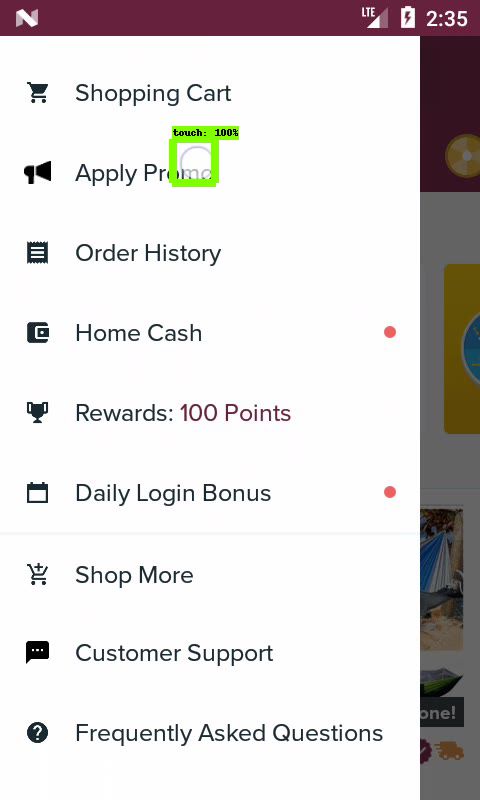 LTE 2:35
Shopping Cart
touch: 100%
Apply Promo
Order History
Home Cash
Rewards: 100 Points
Daily Login Bonus
Shop More
one!
Customer Support
Frequently Asked Questions